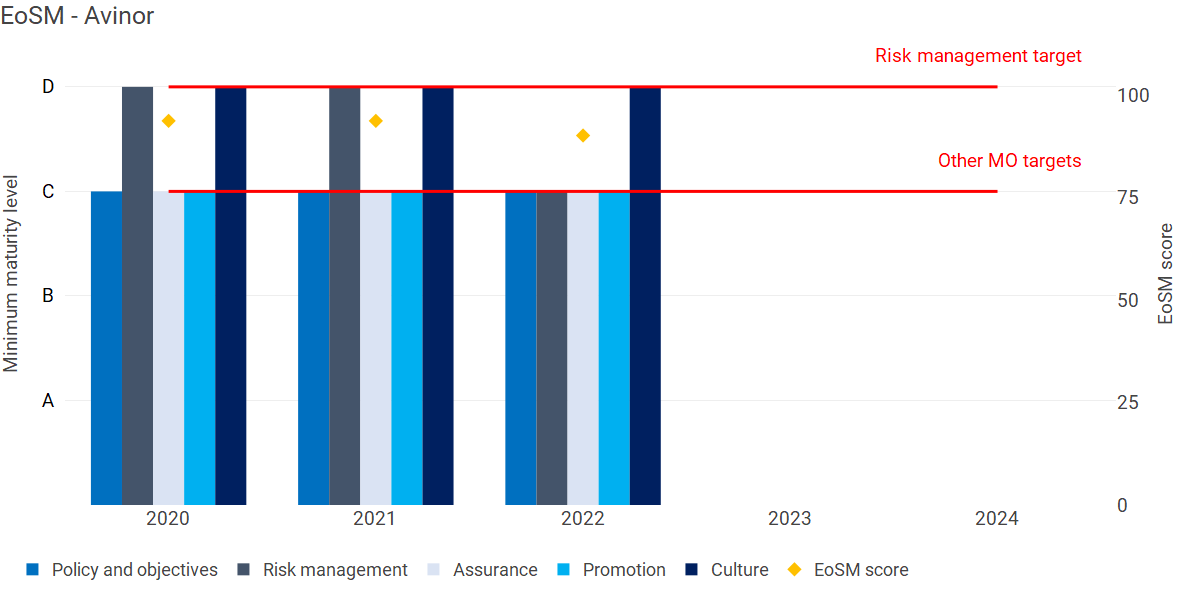 EoSM - Avinor
Risk management target
D
100
Other MO targets
C
75
Minimum maturity level
EoSM score
B
50
A
25
0
2020 2021 2022 2023 2024
Policy and objectives Risk management Assurance Promotion Culture EoSM score